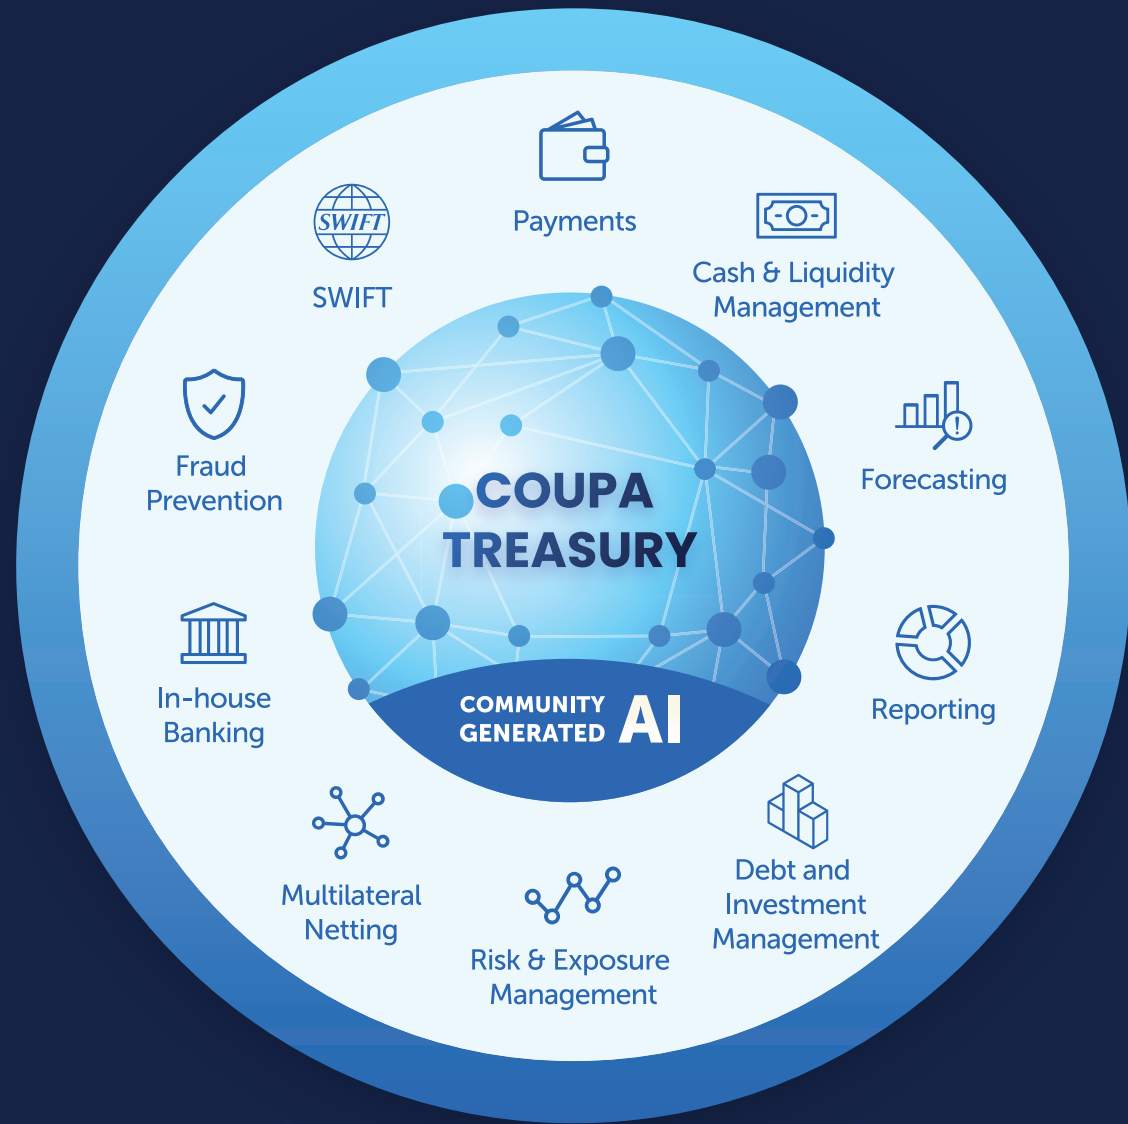 Payments
SWIFT
SWIFT
Cash & Liquidity
Management
Fraud
Prevention
Forecasting
COUPA
TREASURY
In-house
Banking
Reporting
COMMUNITY
GENERATED
AI
Multilateral
Netting
Debt and
Investment
Management
Risk & Exposure
Management